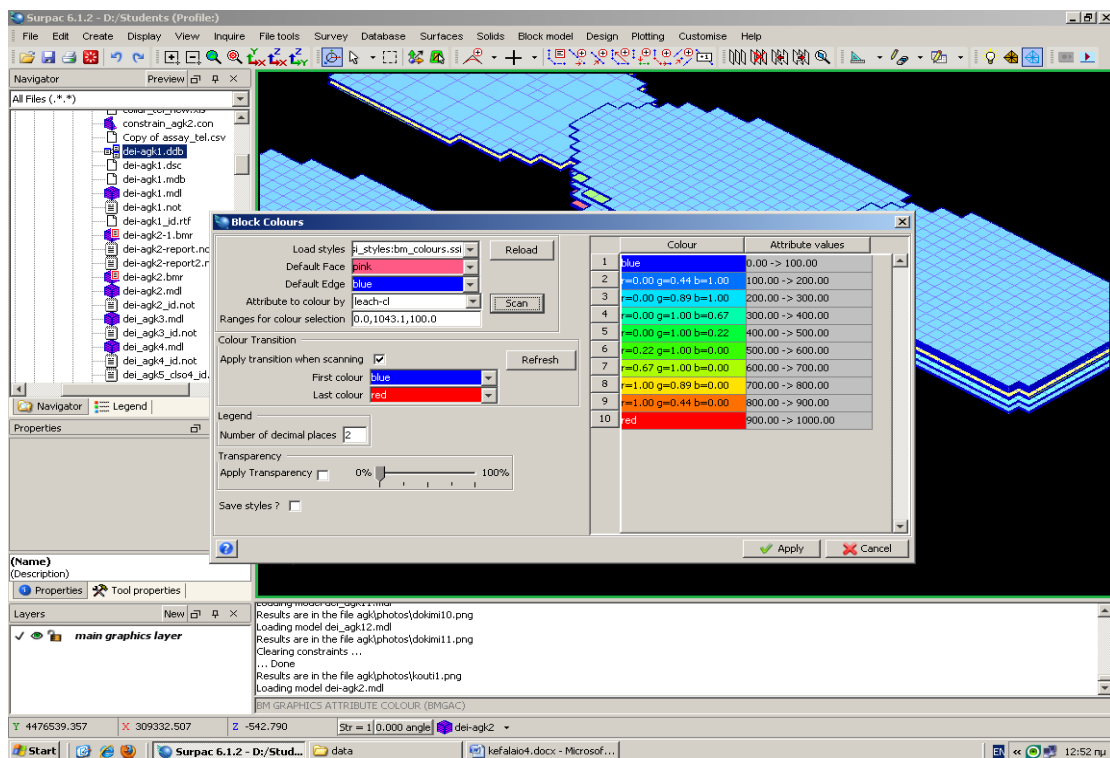 Surpac 6.1.2 - D:/Students (Profile:)
File Edit Create Display View Inquire File tools Survey Database Surfaces Solids Block model Design Plotting Customise Help
Navigator Preview
All Files (.*.*)
constrain_agk2.con
Copy of assay_tel.csv
dei-agk1.ddb
dei-agk1.dsc
dei-agk1.mdb
dei-agk1.mdl
dei-agk1.not
dei-agk1_id.rtf
dei-agk2-1.bmr
dei-agk2-report.nc
dei-agk2-report2.r
dei-agk2.bmr
dei-agk2.mdl
dei-agk2_id.not
dei_agk3.mdl
dei_agk3_id.not
dei_agk4.mdl
dei_agk4_id.not
dei_agk5_clso4_id.
Navigator Legend
Properties
(Name)
(Description)
Properties Tool properties
Layers New
main graphics layer
Block Colours
Load styles si_styles:bm_colours.ssi Reload
Default Face pink
Default Edge blue
Attribute to colour by leach-cl Scan
Ranges for colour selection 0.0,1043.1,100.0
Colour Transition
Apply transition when scanning Refresh
First colour blue
Last colour red
Legend
Number of decimal places 2
Transparency
Apply Transparency 0% 100%
Save styles ?
Colour Attribute values
1 blue 0.00 -> 100.00
2 r=0.00 g=0.44 b=1.00 100.00 -> 200.00
3 r=0.00 g=0.89 b=1.00 200.00 -> 300.00
4 r=0.00 g=1.00 b=0.67 300.00 -> 400.00
5 r=0.00 g=1.00 b=0.22 400.00 -> 500.00
6 r=0.22 g=1.00 b=0.00 500.00 -> 600.00
7 r=0.67 g=1.00 b=0.00 600.00 -> 700.00
8 r=1.00 g=0.89 b=0.00 700.00 -> 800.00
9 r=1.00 g=0.44 b=0.00 800.00 -> 900.00
10 red 900.00 -> 1000.00
Apply Cancel
Results are in the file agk\photos\dokimi10.png
Loading model dei_agk12.mdl
Results are in the file agk\photos\dokimi11.png
Clearing constraints ...
... Done
Results are in the file agk\photos\kouti1.png
Loading model dei-agk2.mdl
BM GRAPHICS ATTRIBUTE COLOUR (BMGAC)
Y 4476539.357 X 309332.507 Z -542.790 Str = 1 0.000 angle dei-agk2
Start Surpac 6.1.2 - D:/Stud... data kefalaio4.docx - Microsof... EN 12:52 πμ